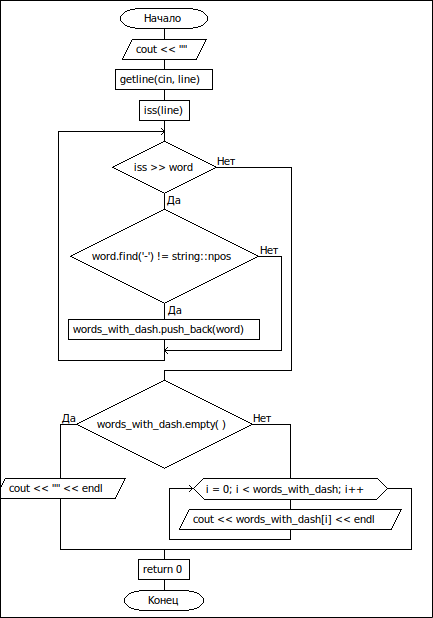 Начало
cout << ""
getline(cin, line)
iss(line)
iss >> word
Нет
Да
word.find('-') != string::npos
Нет
Да
words_with_dash.push_back(word)
Да
words_with_dash.empty( )
Нет
cout << "" << endl
i = 0; i < words_with_dash; i++
cout << words_with_dash[i] << endl
return 0
Конец